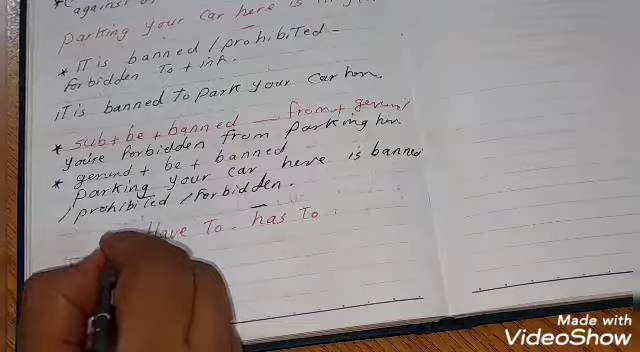 * against
parking your car here is
* it is banned / prohibited -
forbidden To + inf.
it is banned to park your car here
* sub + be + banned — from + gerund
you're forbidden from parking here
* gerund + be + banned
parking your car here is banned
/ prohibited / forbidden.
Have To - has To
Made with
VideoShow